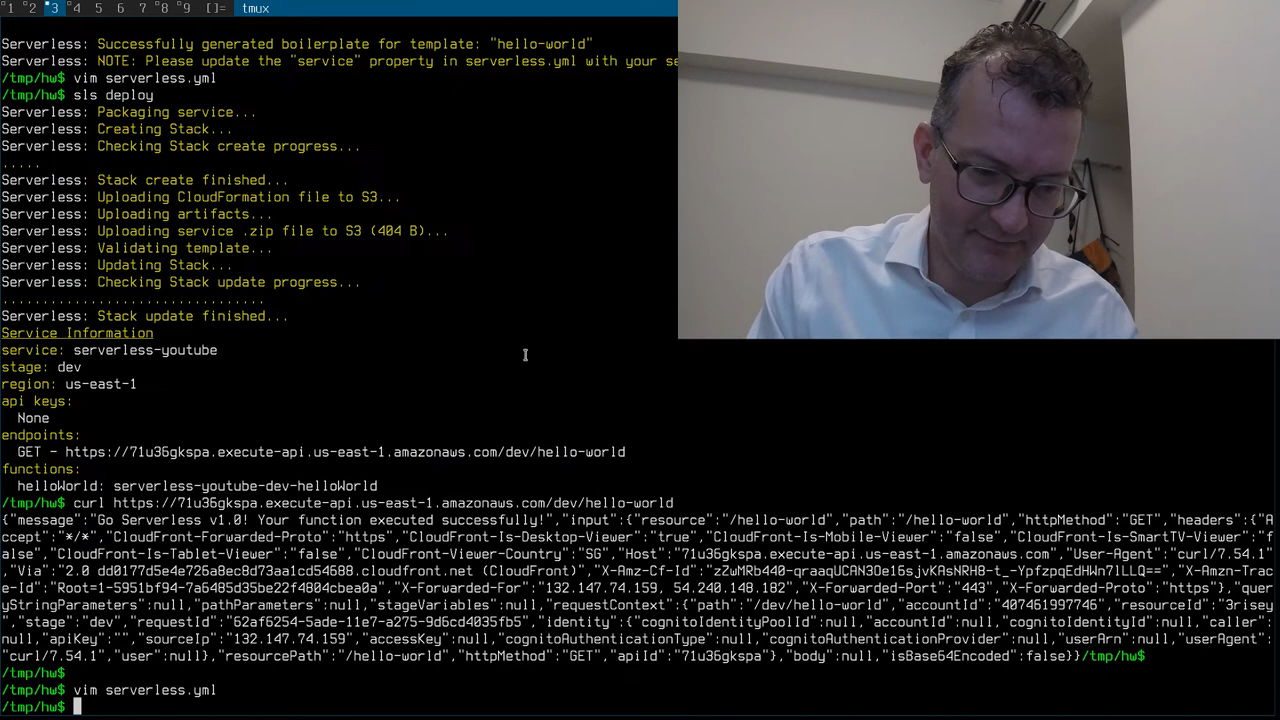 1 2 3 4 5 6 7 8 9 []= tmux
Serverless: Successfully generated boilerplate for template: "hello-world"
Serverless: NOTE: Please update the "service" property in serverless.yml with your se
/tmp/hw$ vim serverless.yml
/tmp/hw$ sls deploy
Serverless: Packaging service...
Serverless: Creating Stack...
Serverless: Checking Stack create progress...
.....
Serverless: Stack create finished...
Serverless: Uploading CloudFormation file to S3...
Serverless: Uploading artifacts...
Serverless: Uploading service .zip file to S3 (404 B)...
Serverless: Validating template...
Serverless: Updating Stack...
Serverless: Checking Stack update progress...
.................................
Serverless: Stack update finished...
Service Information
service: serverless-youtube
stage: dev
region: us-east-1
api keys:
None
endpoints:
GET - https://71u36gkspa.execute-api.us-east-1.amazonaws.com/dev/hello-world
functions:
helloWorld: serverless-youtube-dev-helloWorld
/tmp/hw$ curl https://71u36gkspa.execute-api.us-east-1.amazonaws.com/dev/hello-world
{"message":"Go Serverless v1.0! Your function executed successfully!","input":{"resource":"/hello-world","path":"/hello-world","httpMethod":"GET","headers":{"A
ccept":"*/*","CloudFront-Forwarded-Proto":"https","CloudFront-Is-Desktop-Viewer":"true","CloudFront-Is-Mobile-Viewer":"false","CloudFront-Is-SmartTV-Viewer":"f
alse","CloudFront-Is-Tablet-Viewer":"false","CloudFront-Viewer-Country":"SG","Host":"71u36gkspa.execute-api.us-east-1.amazonaws.com","User-Agent":"curl/7.54.1"
,"Via":"2.0 dd0177d5e4e726a8ec8d73aa1cd54688.cloudfront.net (CloudFront)","X-Amz-Cf-Id":"zZwMRb440-qraaqUCAN3De16sjvKAsNRH8-t_-YpfzpqEdHWn7lLLQ==","X-Amzn-Trac
e-Id":"Root=1-5951bf94-7a6485d35be22f4804cbea0a","X-Forwarded-For":"132.147.74.159, 54.240.148.182","X-Forwarded-Port":"443","X-Forwarded-Proto":"https"},"quer
yStringParameters":null,"pathParameters":null,"stageVariables":null,"requestContext":{"path":"/dev/hello-world","accountId":"407461997746","resourceId":"3risey
","stage":"dev","requestId":"62af6254-5ade-11e7-a275-9d6cd4035fb5","identity":{"cognitoIdentityPoolId":null,"accountId":null,"cognitoIdentityId":null,"caller":
null,"apiKey":"","sourceIp":"132.147.74.159","accessKey":null,"cognitoAuthenticationType":null,"cognitoAuthenticationProvider":null,"userArn":null,"userAgent":
"curl/7.54.1","user":null},"resourcePath":"/hello-world","httpMethod":"GET","apiId":"71u36gkspa"},"body":null,"isBase64Encoded":false}}/tmp/hw$
/tmp/hw$
/tmp/hw$ vim serverless.yml
/tmp/hw$